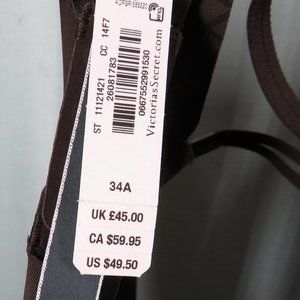 CC 14F7
ST 11121421
26081783
0667552991530
VictoriasSecret.com
34A
UK £45.00
CA $59.95
US $49.50